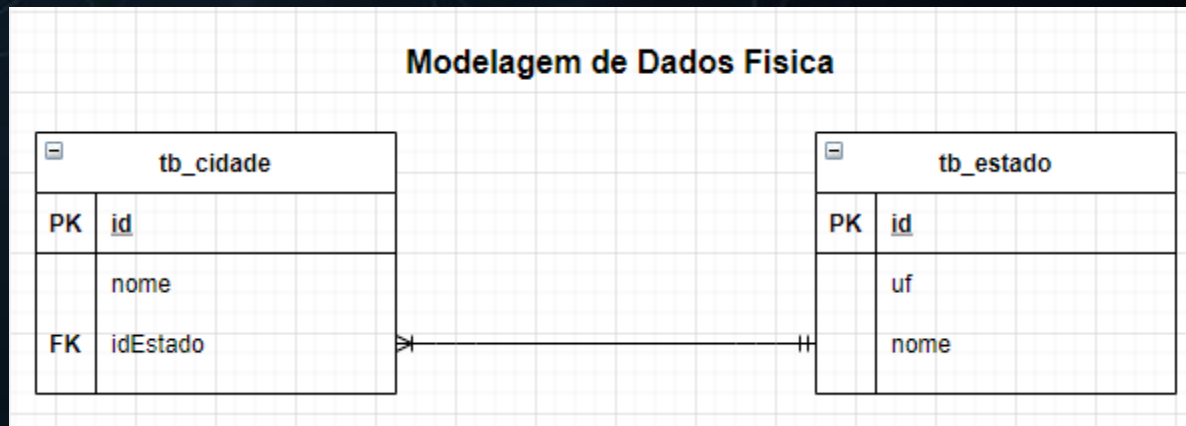 Modelagem de Dados Fisica
tb_cidade
PK id
nome
FK idEstado
tb_estado
PK id
uf
nome